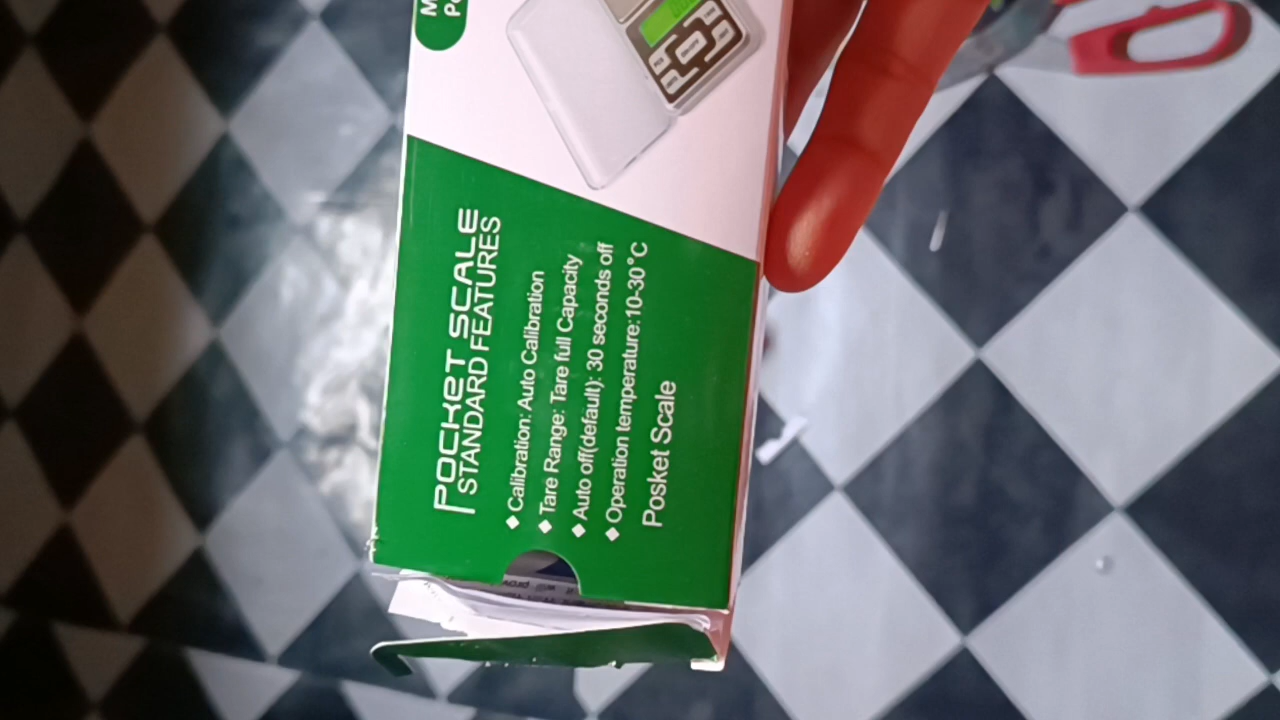 POCKET SCALE
STANDARD FEATURES
◆ Calibration: Auto Calibration
◆ Tare Range: Tare full Capacity
◆ Auto off(default): 30 seconds off
◆ Operation temperature:10-30°C
Posket Scale